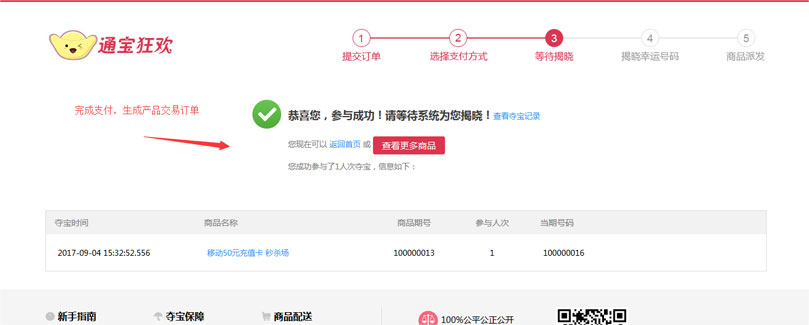 通宝狂欢
1 2 3 4 5
提交订单 选择支付方式 等待揭晓 揭晓幸运号码 商品派发
完成支付，生成产品交易订单
恭喜您，参与成功！请等待系统为您揭晓！查看夺宝记录
您现在可以 返回首页 或 查看更多商品
您成功参与了1人次夺宝，信息如下：
夺宝时间 商品名称 商品期号 参与人次 当期号码
2017-09-04 15:32:52.556 移动50元充值卡 秒杀场 100000013 1 100000016
新手指南 夺宝保障 商品配送 100%公平公正公开